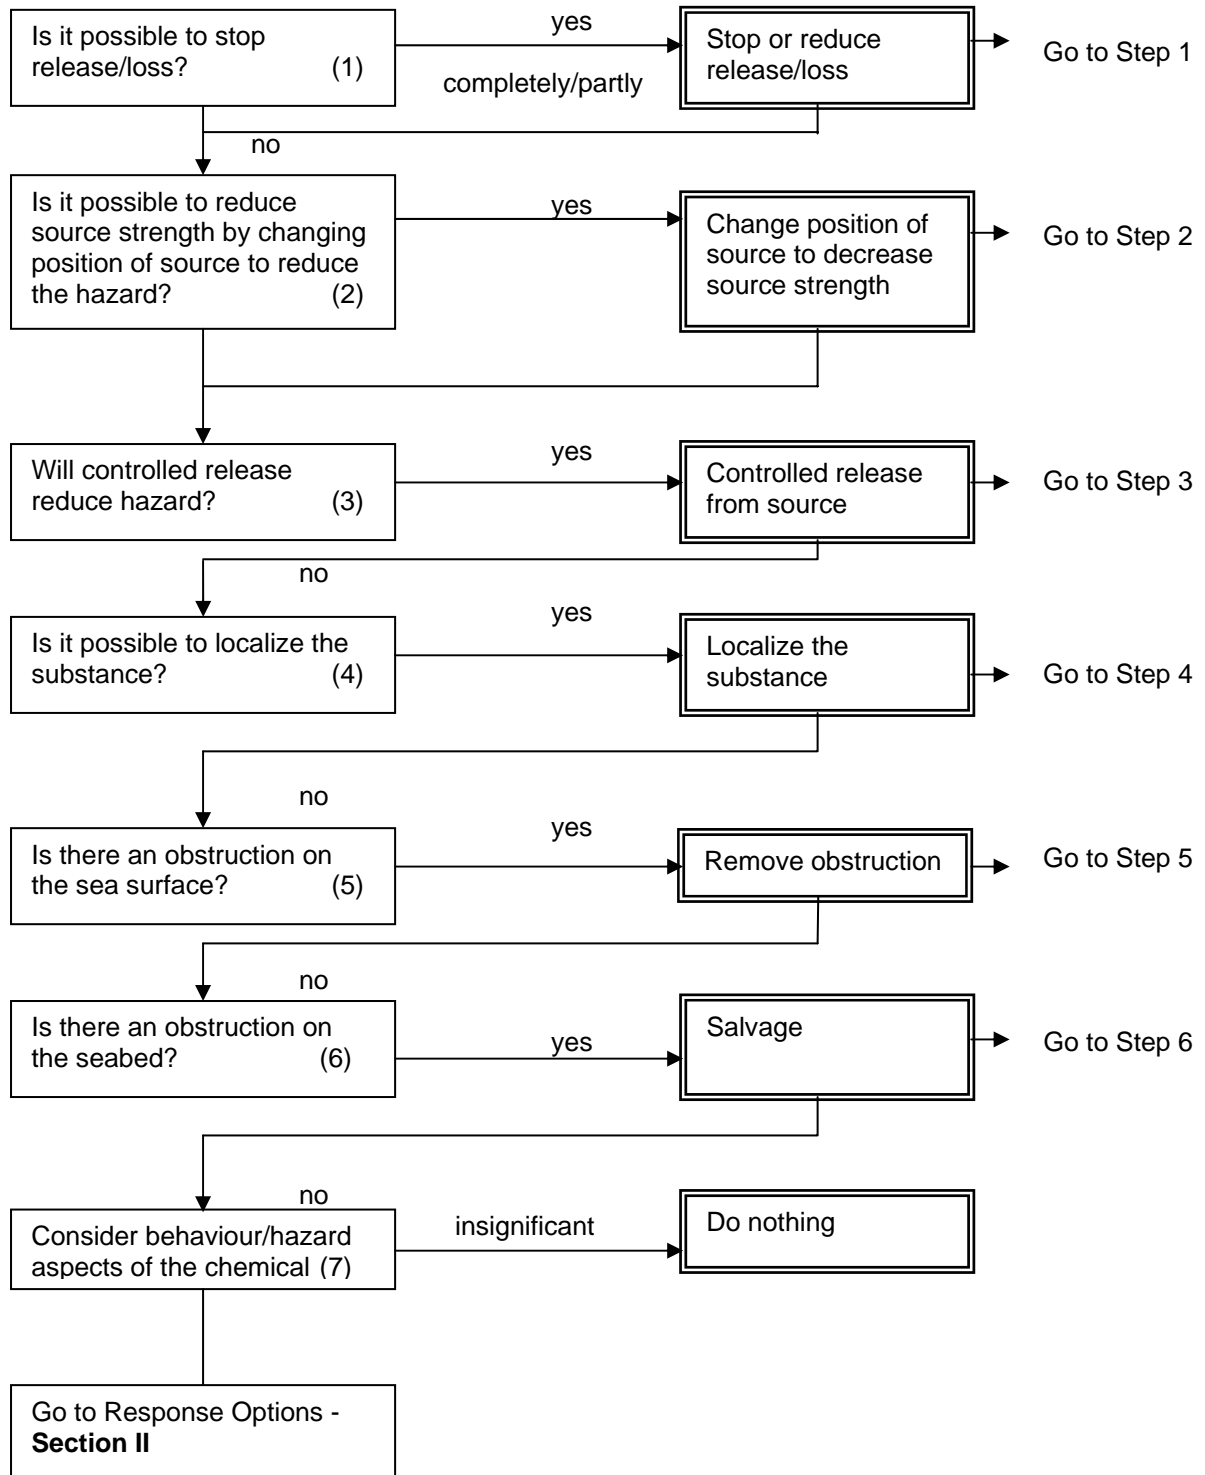 Is it possible to stop
release/loss? (1)
yes
completely/partly
Stop or reduce
release/loss
Go to Step 1
no
Is it possible to reduce
source strength by changing
position of source to reduce
the hazard? (2)
yes
Change position of
source to decrease
source strength
Go to Step 2
Will controlled release
reduce hazard? (3)
yes
Controlled release
from source
Go to Step 3
no
Is it possible to localize the
substance? (4)
yes
Localize the
substance
Go to Step 4
no
Is there an obstruction on
the sea surface? (5)
yes
Remove obstruction
Go to Step 5
no
Is there an obstruction on
the seabed? (6)
yes
Salvage
Go to Step 6
no
Consider behaviour/hazard
aspects of the chemical (7)
insignificant
Do nothing
Go to Response Options -
Section II